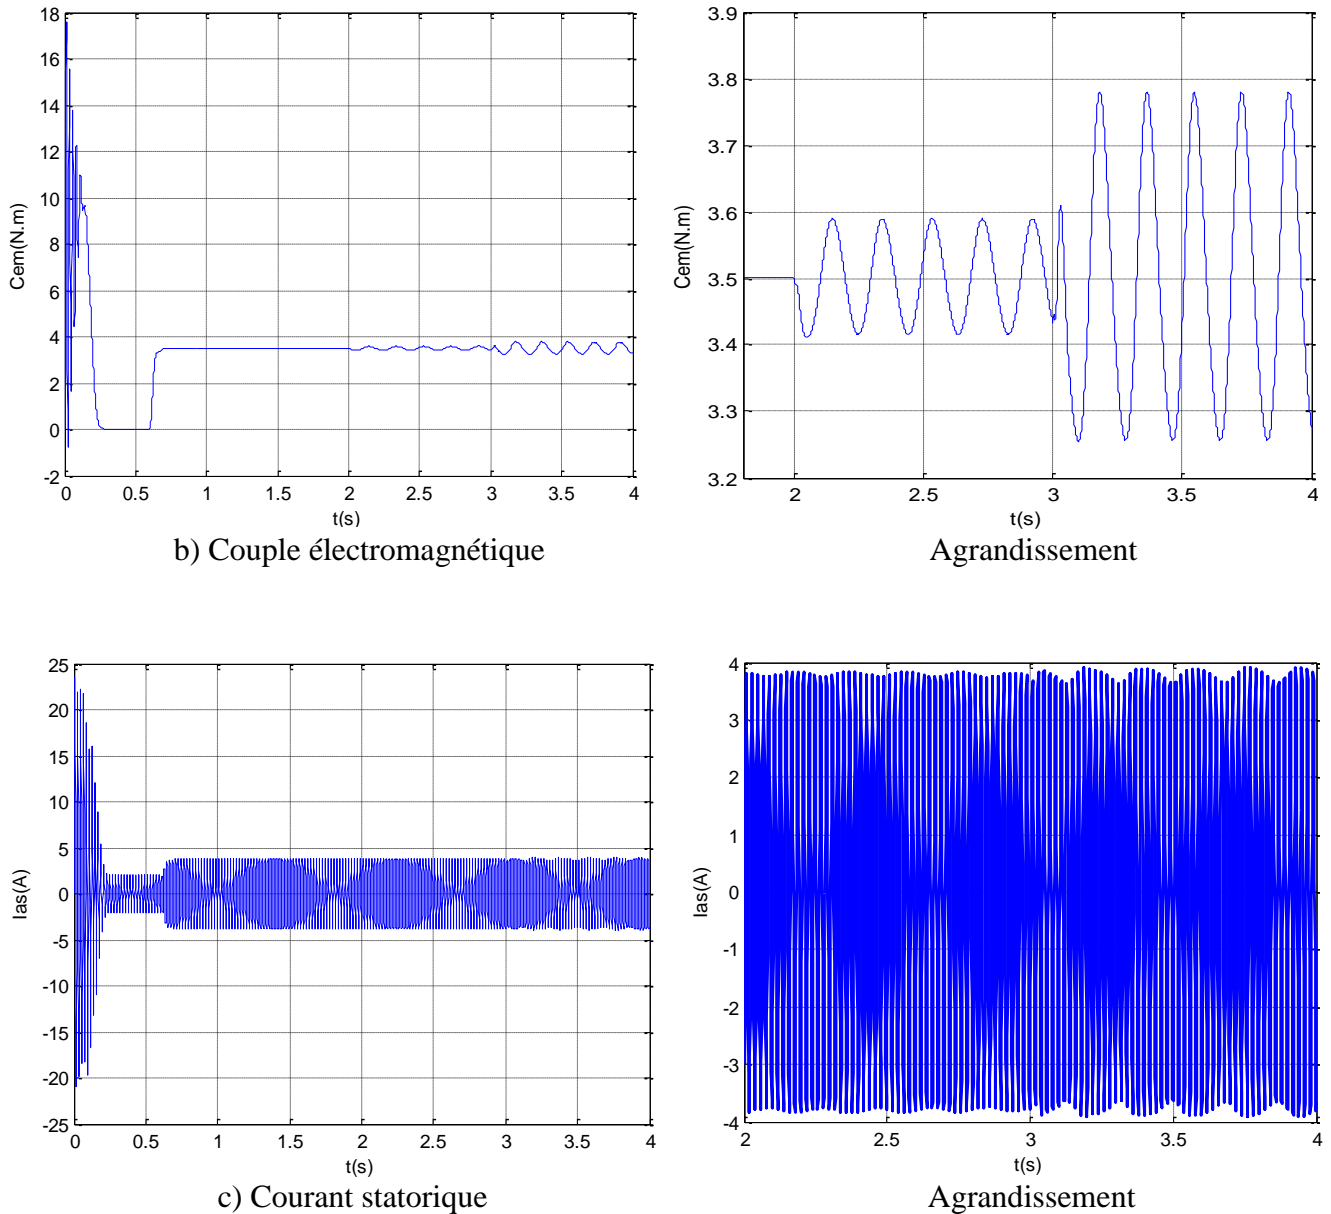 18
16
14
12
10
8
6
4
2
0
-2
Cem(N.m)
0 0.5 1 1.5 2 2.5 3 3.5 4
t(s)
b) Couple électromagnétique
3.9
3.8
3.7
3.6
3.5
3.4
3.3
3.2
Cem(N.m)
2 2.5 3 3.5 4
t(s)
Agrandissement
25
20
15
10
5
0
-5
-10
-15
-20
-25
Ias(A)
0 0.5 1 1.5 2 2.5 3 3.5 4
t(s)
c) Courant statorique
4
3
2
1
0
-1
-2
-3
-4
Ias(A)
2 2.5 3 3.5 4
t(s)
Agrandissement